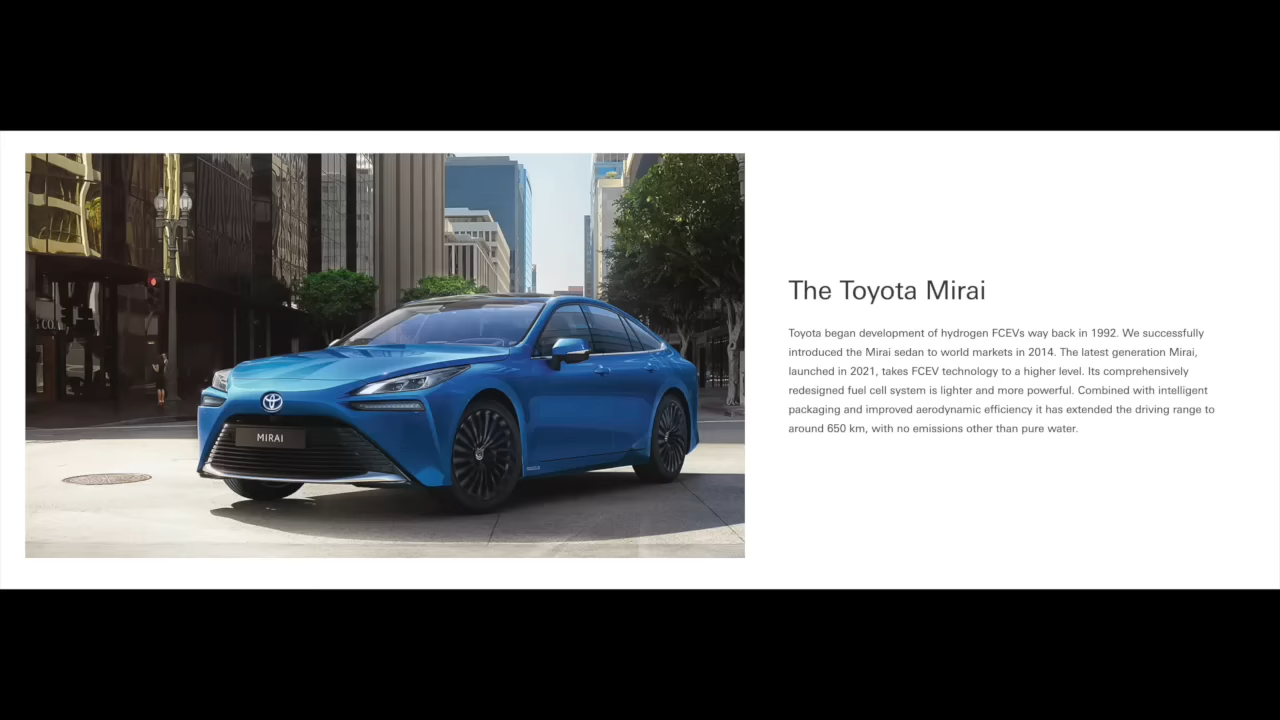 MIRAI
The Toyota Mirai
Toyota began development of hydrogen FCEVs way back in 1992. We successfully
introduced the Mirai sedan to world markets in 2014. The latest generation Mirai,
launched in 2021, takes FCEV technology to a higher level. Its comprehensively
redesigned fuel cell system is lighter and more powerful. Combined with intelligent
packaging and improved aerodynamic efficiency it has extended the driving range to
around 650 km, with no emissions other than pure water.